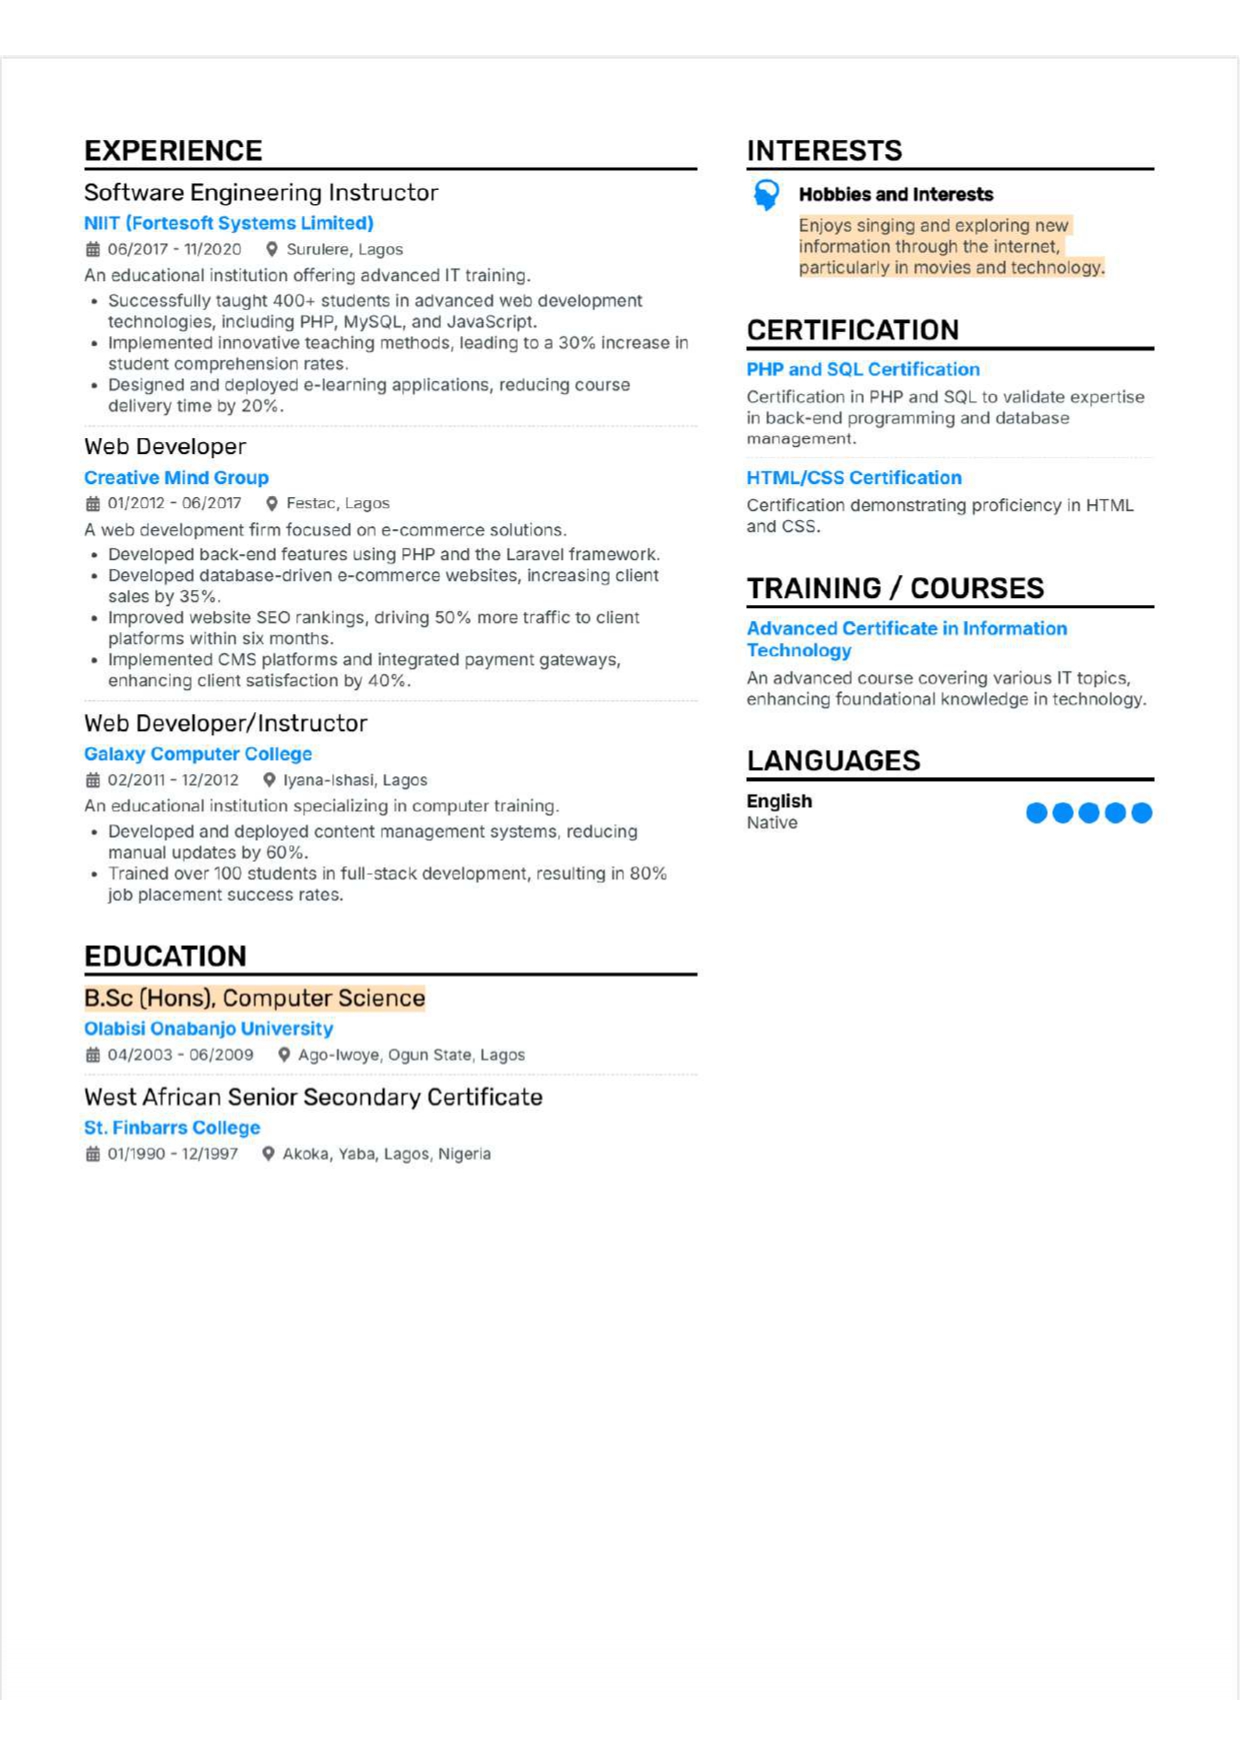 EXPERIENCE
Software Engineering Instructor
NIIT (Fortesoft Systems Limited)
06/2017 - 11/2020 Surulere, Lagos
An educational institution offering advanced IT training.
• Successfully taught 400+ students in advanced web development
technologies, including PHP, MySQL, and JavaScript.
• Implemented innovative teaching methods, leading to a 30% increase in
student comprehension rates.
• Designed and deployed e-learning applications, reducing course
delivery time by 20%.
Web Developer
Creative Mind Group
01/2012 - 06/2017 Festac, Lagos
A web development firm focused on e-commerce solutions.
• Developed back-end features using PHP and the Laravel framework.
• Developed database-driven e-commerce websites, increasing client
sales by 35%.
• Improved website SEO rankings, driving 50% more traffic to client
platforms within six months.
• Implemented CMS platforms and integrated payment gateways,
enhancing client satisfaction by 40%.
Web Developer/Instructor
Galaxy Computer College
02/2011 - 12/2012 Iyana-Ishasi, Lagos
An educational institution specializing in computer training.
• Developed and deployed content management systems, reducing
manual updates by 60%.
• Trained over 100 students in full-stack development, resulting in 80%
job placement success rates.
EDUCATION
B.Sc (Hons), Computer Science
Olabisi Onabanjo University
04/2003 - 06/2009 Ago-Iwoye, Ogun State, Lagos
West African Senior Secondary Certificate
St. Finbarrs College
01/1990 - 12/1997 Akoka, Yaba, Lagos, Nigeria
INTERESTS
Hobbies and Interests
Enjoys singing and exploring new
information through the internet,
particularly in movies and technology.
CERTIFICATION
PHP and SQL Certification
Certification in PHP and SQL to validate expertise
in back-end programming and database
management.
HTML/CSS Certification
Certification demonstrating proficiency in HTML
and CSS.
TRAINING / COURSES
Advanced Certificate in Information
Technology
An advanced course covering various IT topics,
enhancing foundational knowledge in technology.
LANGUAGES
English
Native